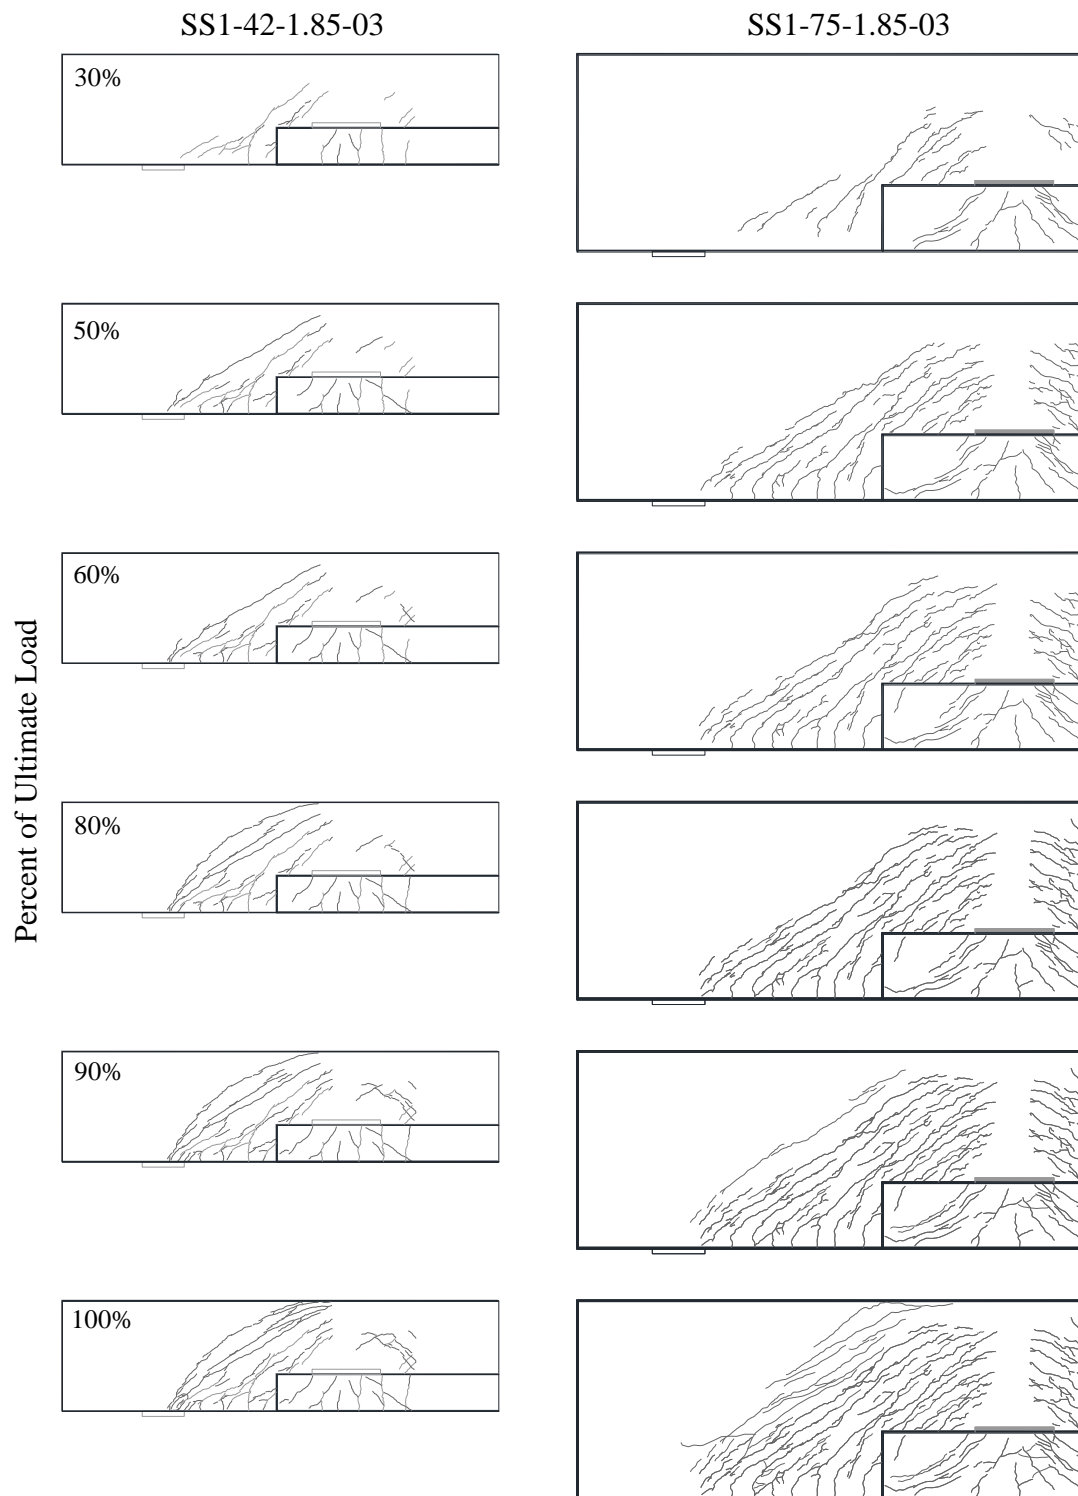 SS1-42-1.85-03
SS1-75-1.85-03
30%
50%
60%
80%
90%
100%
Percent of Ultimate Load